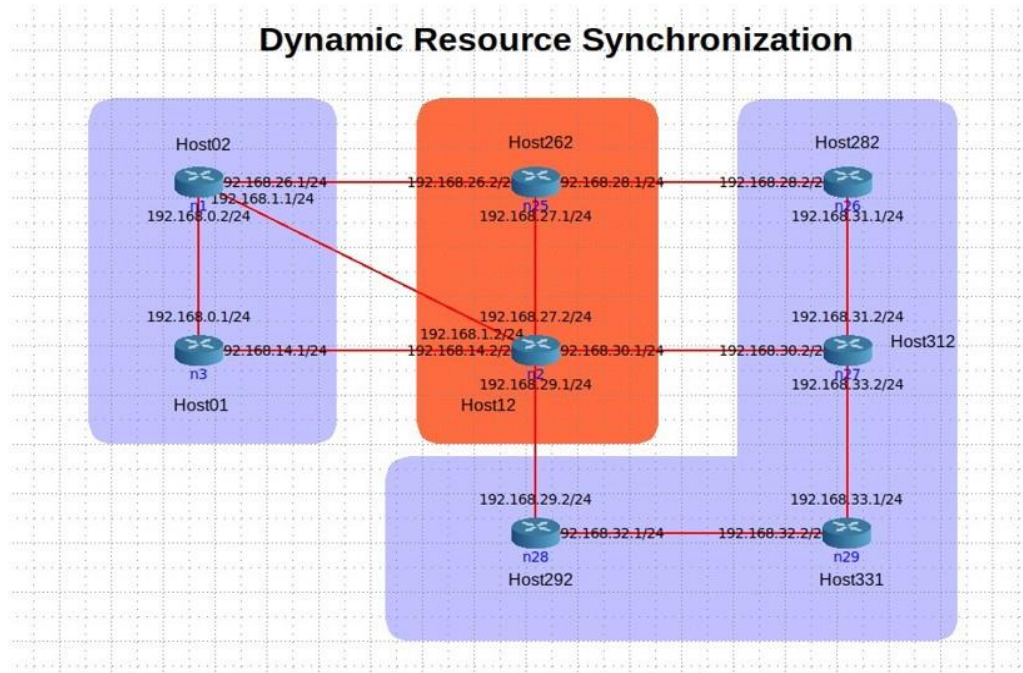 Dynamic Resource Synchronization
Host02
Host262
Host282
92.168.26.1/24
192.168.26.2/2
92.168.28.1/24
192.168.28.2/2
192.168.1.1/24
n1
n25
n26
192.168.0.2/24
192.168.27.1/24
192.168.31.1/24
192.168.0.1/24
192.168.27.2/24
192.168.31.2/24
192.168.1.2/24
Host312
92.168.14.1/24
192.168.14.2/2
92.168.30.1/24
192.168.30.2/2
n3
n2
n27
192.168.29.1/24
192.168.33.2/24
Host01
Host12
192.168.29.2/24
192.168.33.1/24
92.168.32.1/24
192.168.32.2/2
n28
n29
Host292
Host331